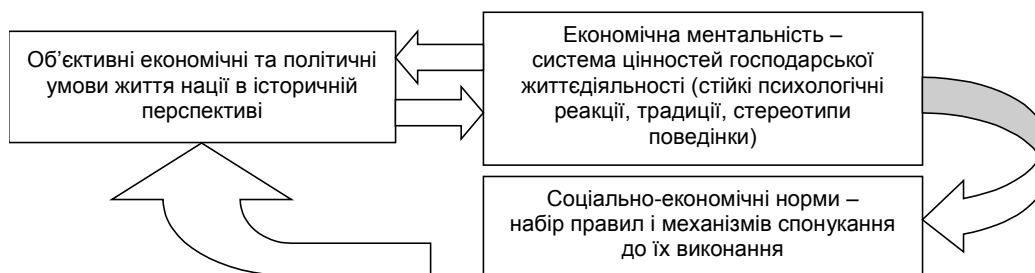 Об’єктивні економічні та політичні
умови життя нації в історичній
перспективі
Економічна ментальність –
система цінностей господарської
життєдіяльності (стійкі психологічні
реакції, традиції, стереотипи
поведінки)
Соціально-економічні норми –
набір правил і механізмів спонукання
до їх виконання